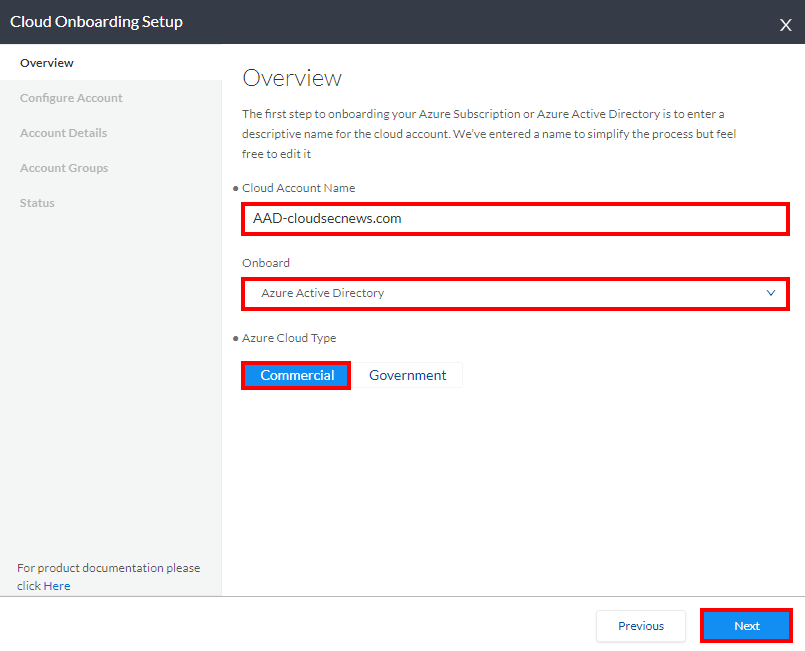 Cloud Onboarding Setup
X
Overview
Configure Account
Account Details
Account Groups
Status
For product documentation please
click Here
Overview
The first step to onboarding your Azure Subscription or Azure Active Directory is to enter a
descriptive name for the cloud account. We've entered a name to simplify the process but feel
free to edit it
Cloud Account Name
AAD-cloudsecnews.com
Onboard
Azure Active Directory
Azure Cloud Type
Commercial Government
Previous Next